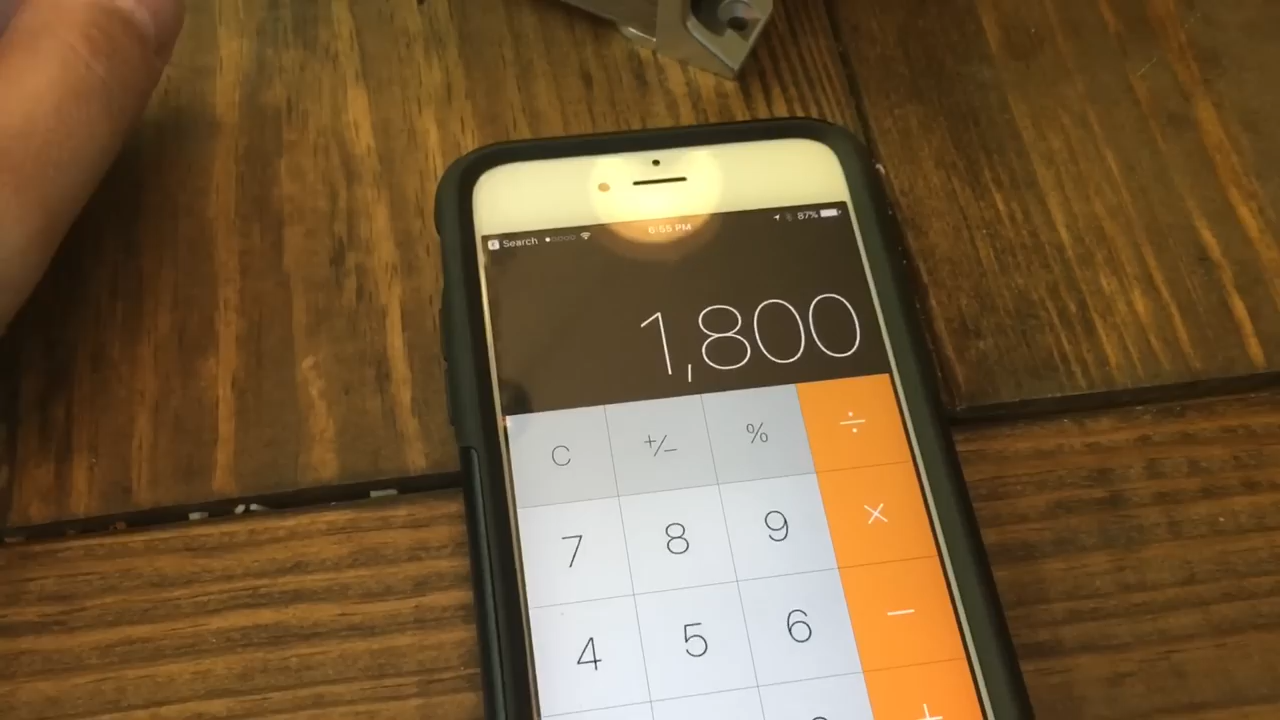 Search 6:55 PM 87%
1,800
C +/− % ÷
7 8 9 ×
4 5 6 −
+